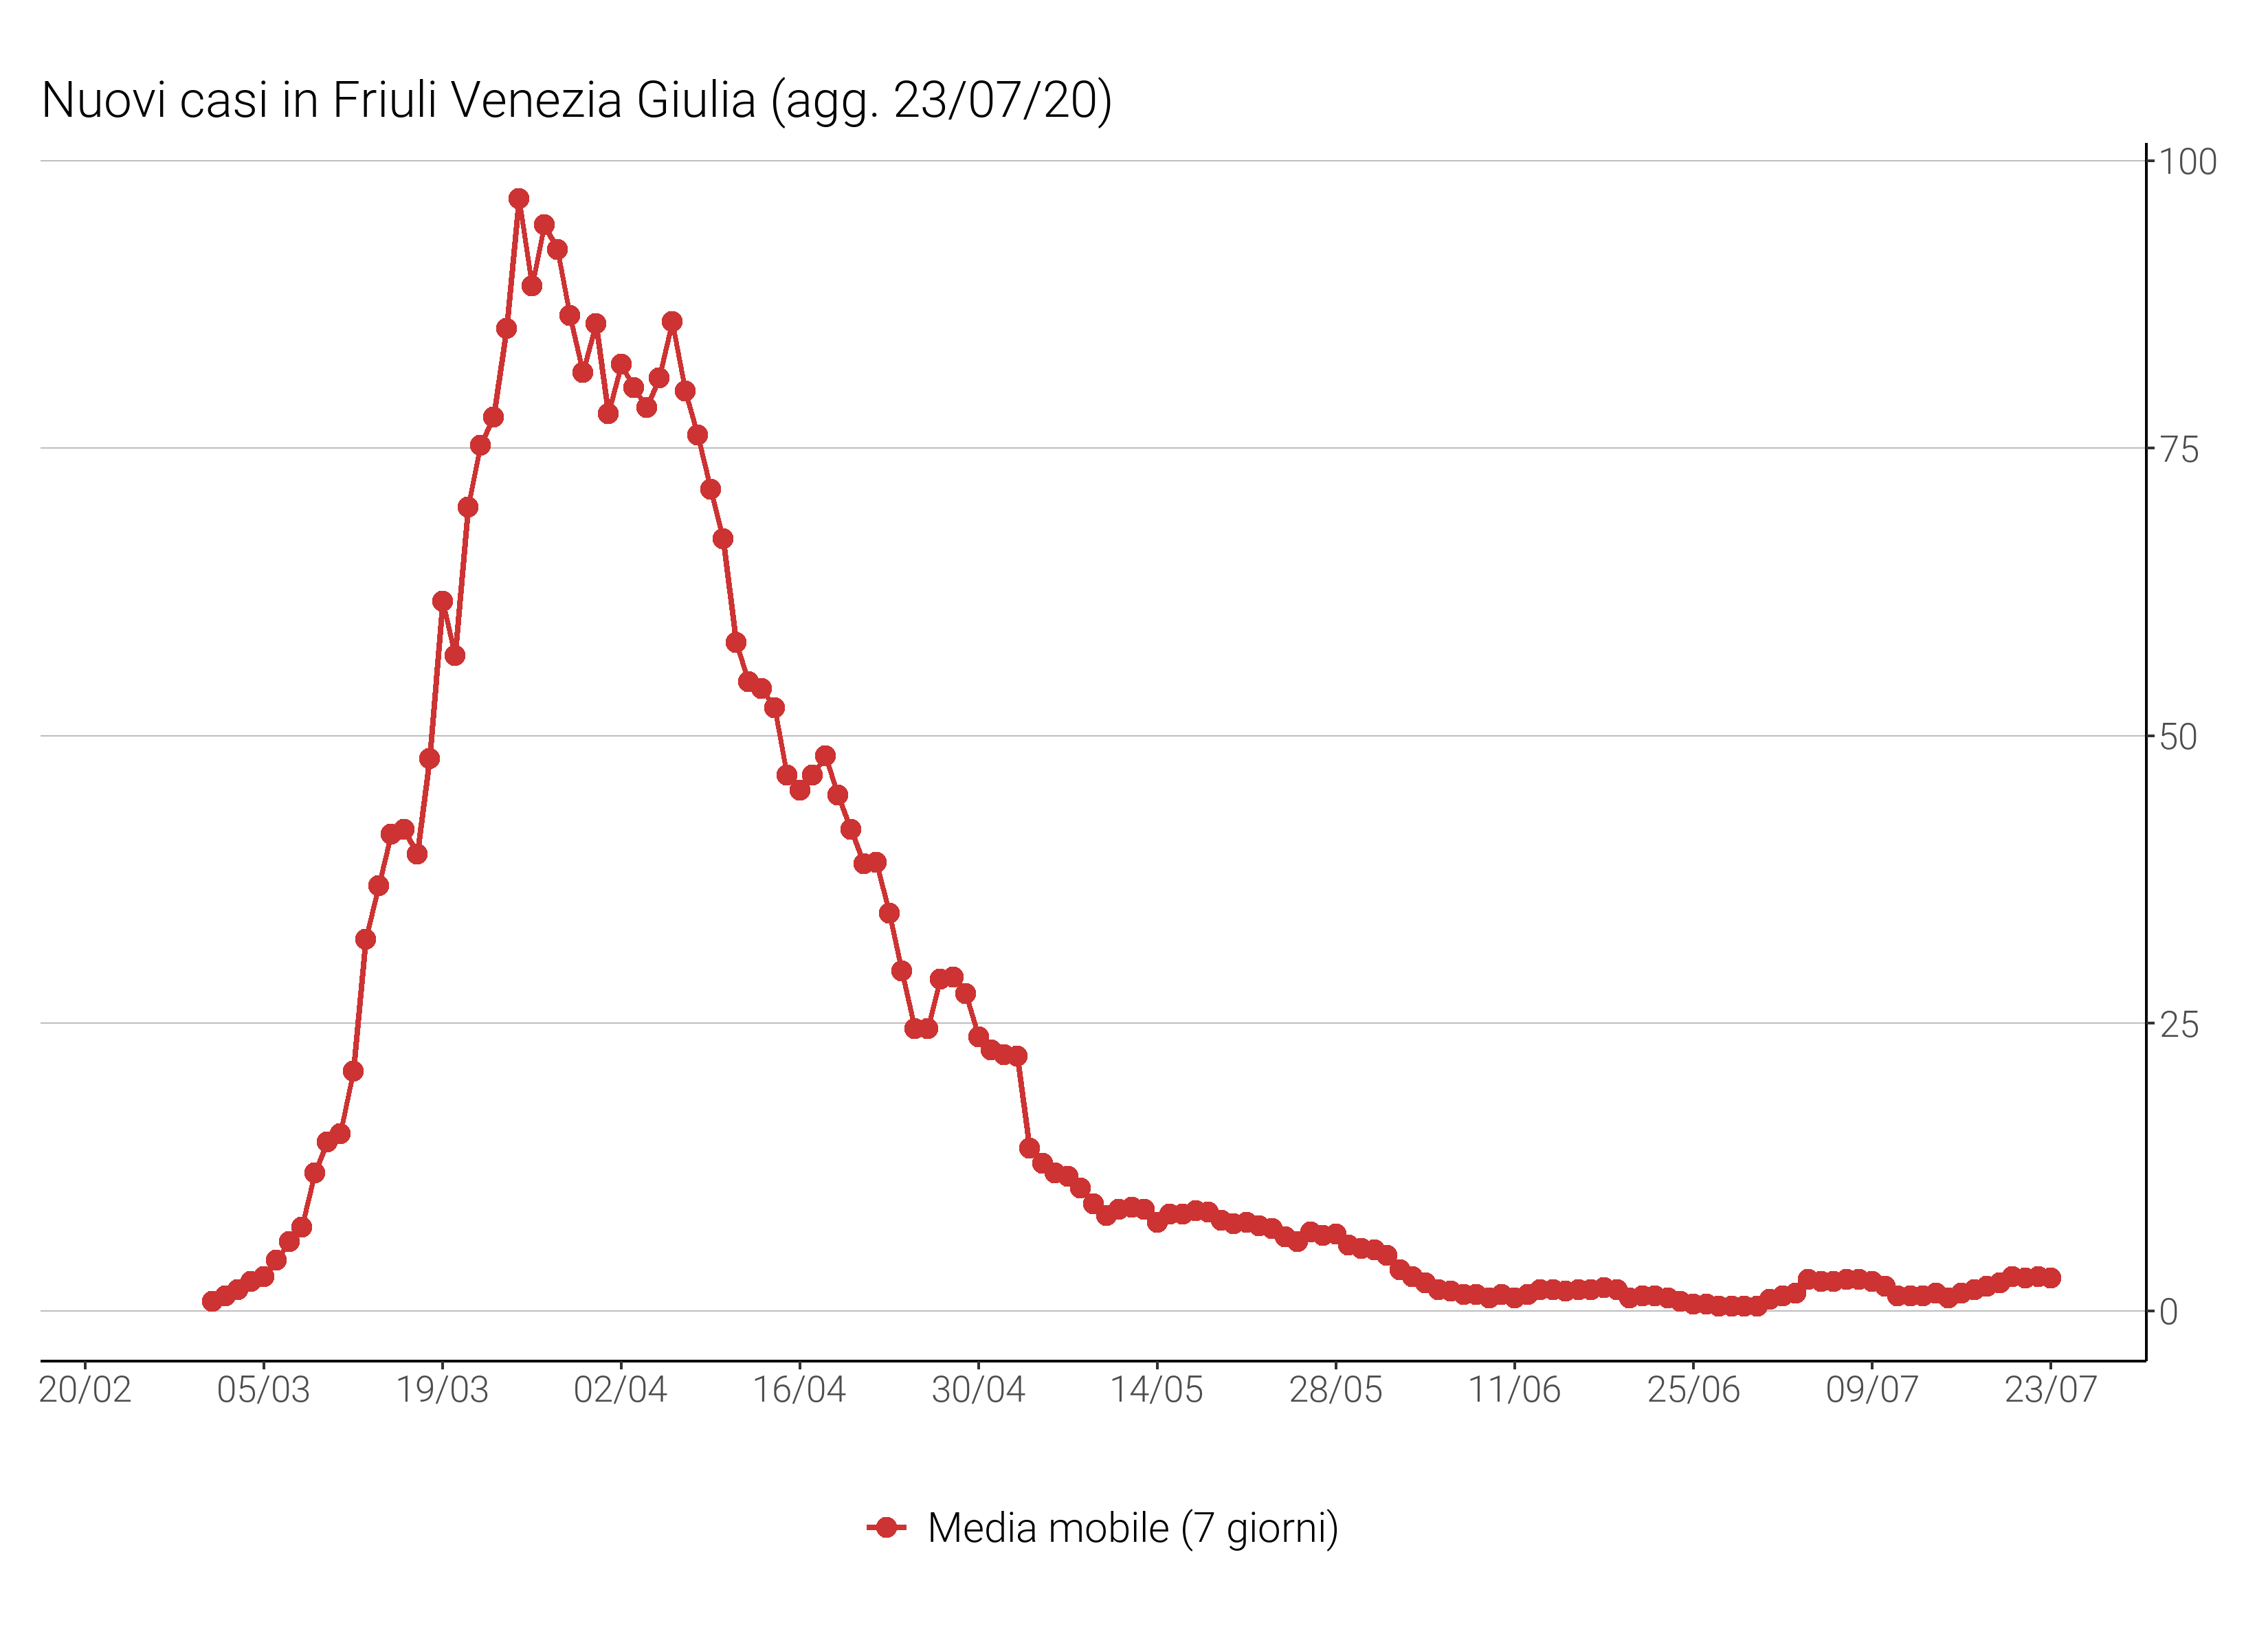 Nuovi casi in Friuli Venezia Giulia (agg. 23/07/20)
100
75
50
25
0
20/02 05/03 19/03 02/04 16/04 30/04 14/05 28/05 11/06 25/06 09/07 23/07
Media mobile (7 giorni)